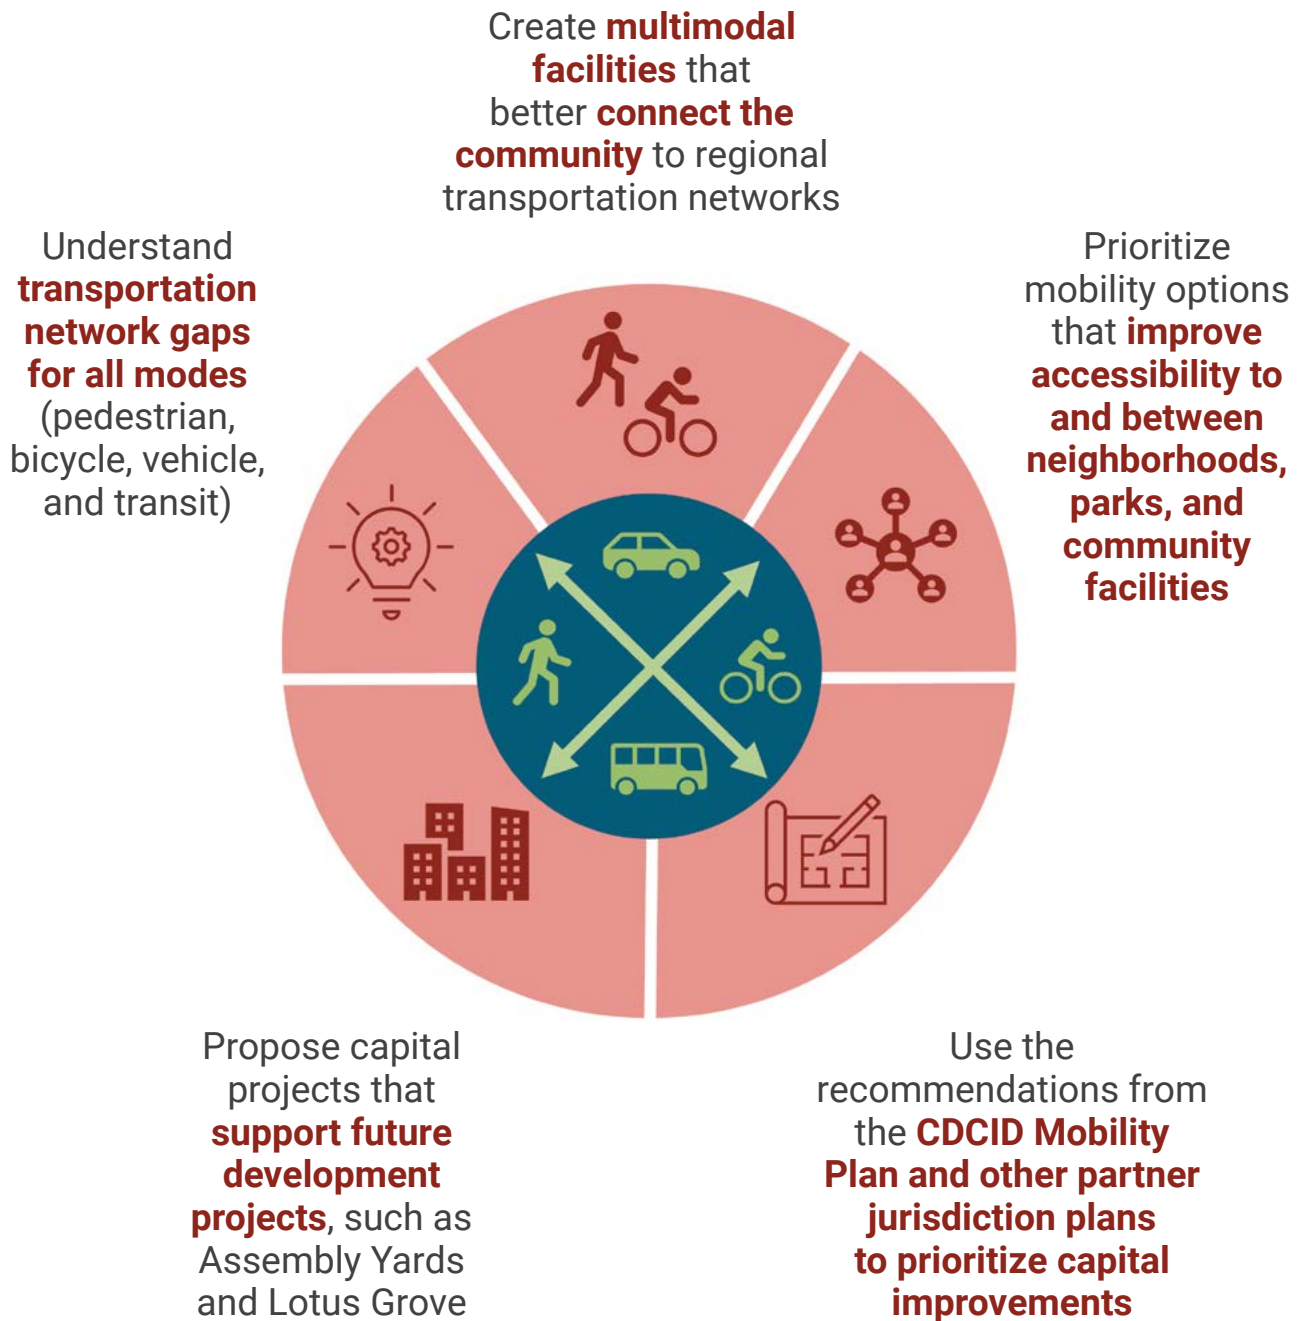 Create multimodal
facilities that
better connect the
community to regional
transportation networks
Understand
transportation
network gaps
for all modes
(pedestrian,
bicycle, vehicle,
and transit)
Prioritize
mobility options
that improve
accessibility to
and between
neighborhoods,
parks, and
community
facilities
Propose capital
projects that
support future
development
projects, such as
Assembly Yards
and Lotus Grove
Use the
recommendations from
the CDCID Mobility
Plan and other partner
jurisdiction plans
to prioritize capital
improvements